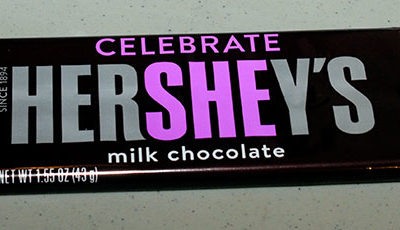 CELEBRATE
SINCE 1894
HERSHEY'S
milk chocolate
NET WT 1.55 OZ (43 g)